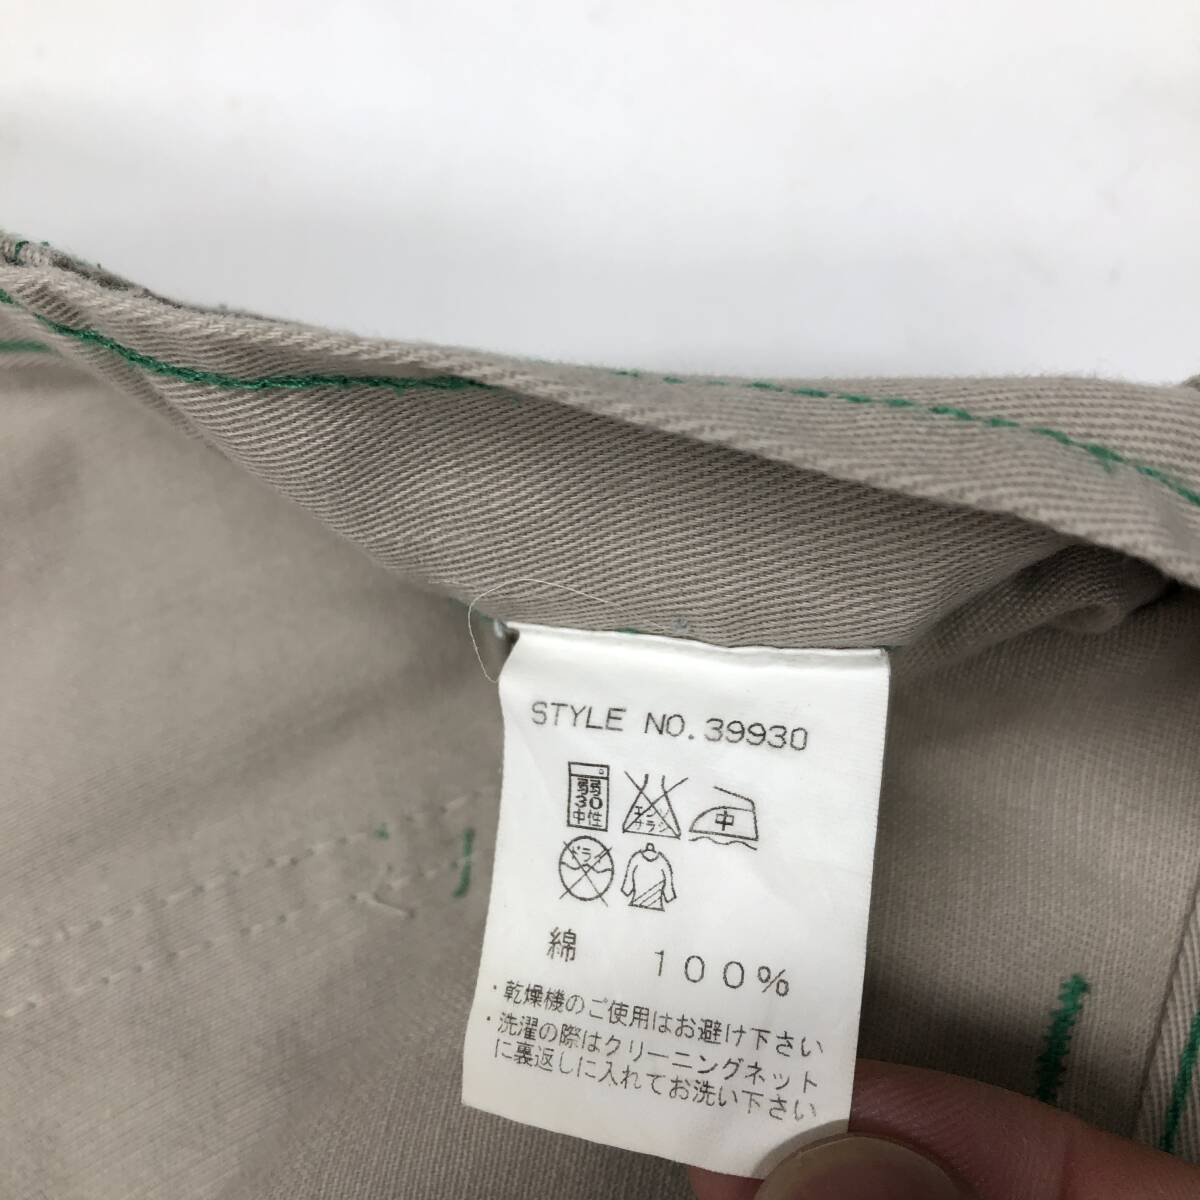 STYLE NO.39930
弱
30
中性
エンソ
サラシ
中
ドライ
綿 100%
・乾燥機のご使用はお避け下さい
・洗濯の際はクリーニングネット
に裏返しに入れてお洗い下さい